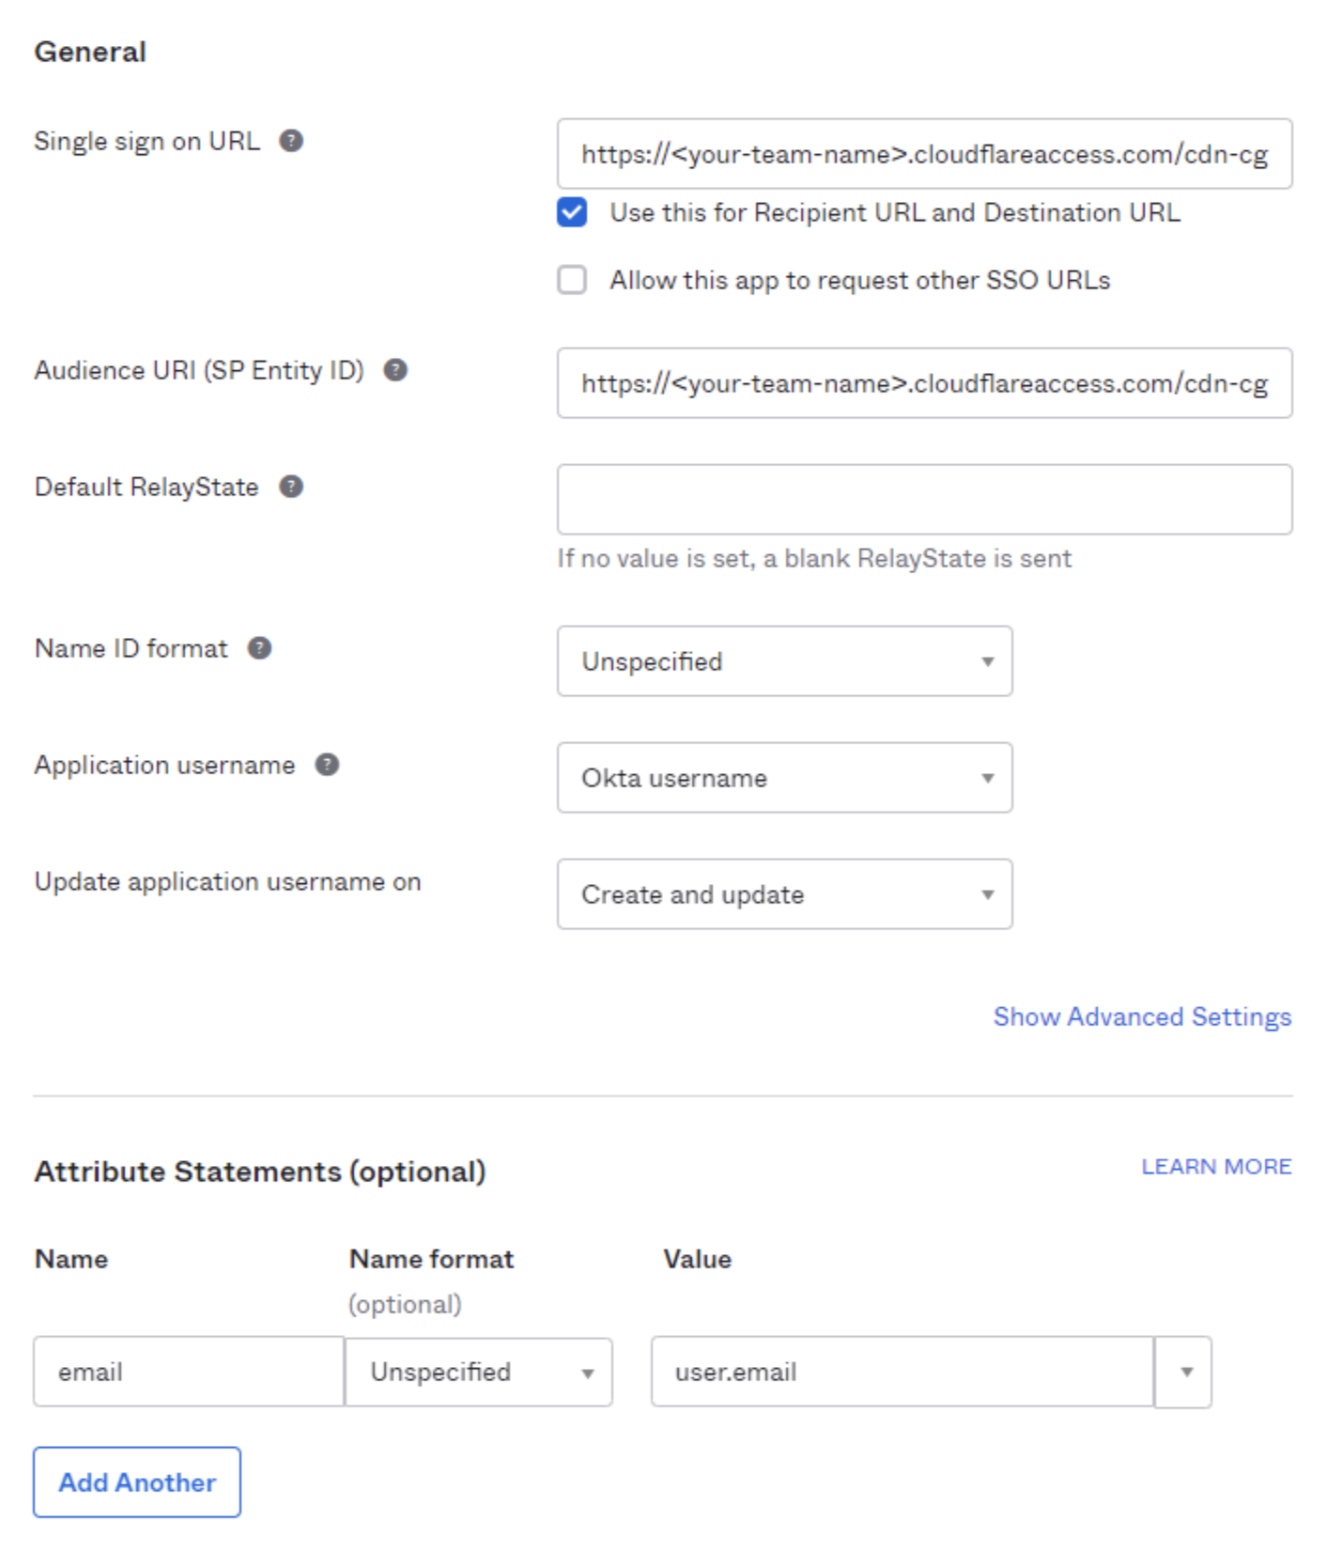 General
Single sign on URL ?
https://<your-team-name>.cloudflareaccess.com/cdn-cg
Use this for Recipient URL and Destination URL
Allow this app to request other SSO URLs
Audience URI (SP Entity ID) ?
https://<your-team-name>.cloudflareaccess.com/cdn-cg
Default RelayState ?
If no value is set, a blank RelayState is sent
Name ID format ?
Unspecified
Application username ?
Okta username
Update application username on
Create and update
Show Advanced Settings
Attribute Statements (optional)
LEARN MORE
Name Name format Value
(optional)
email Unspecified user.email
Add Another